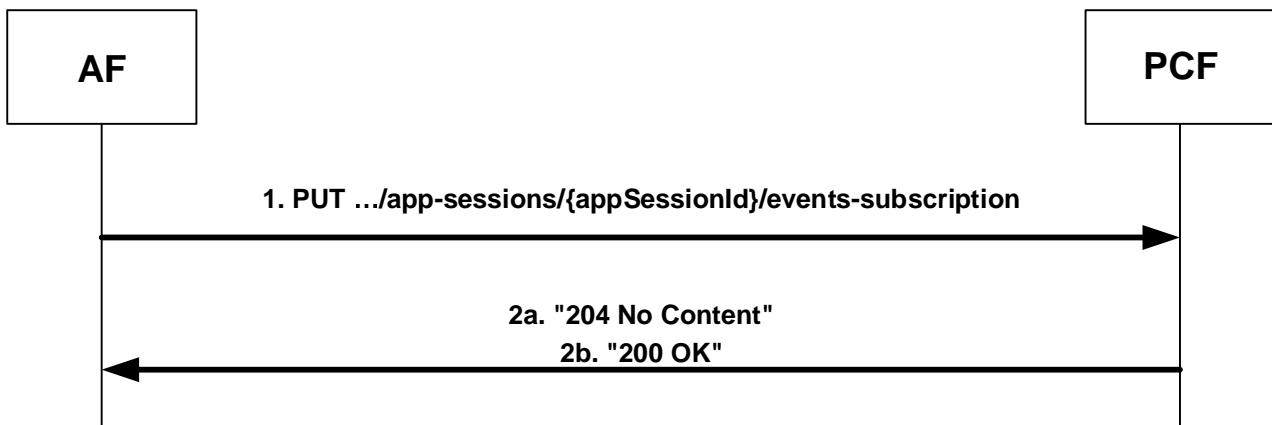 AF
PCF
1. PUT …/app-sessions/{appSessionId}/events-subscription
2a. "204 No Content"
2b. "200 OK"